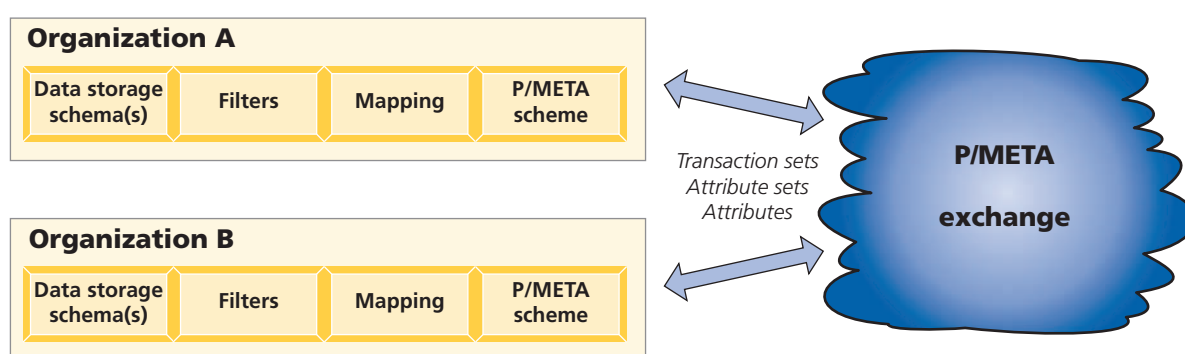 Organization A
Data storage
schema(s)
Filters
Mapping
P/META
scheme
Transaction sets
Attribute sets
Attributes
P/META
exchange
Organization B
Data storage
schema(s)
Filters
Mapping
P/META
scheme